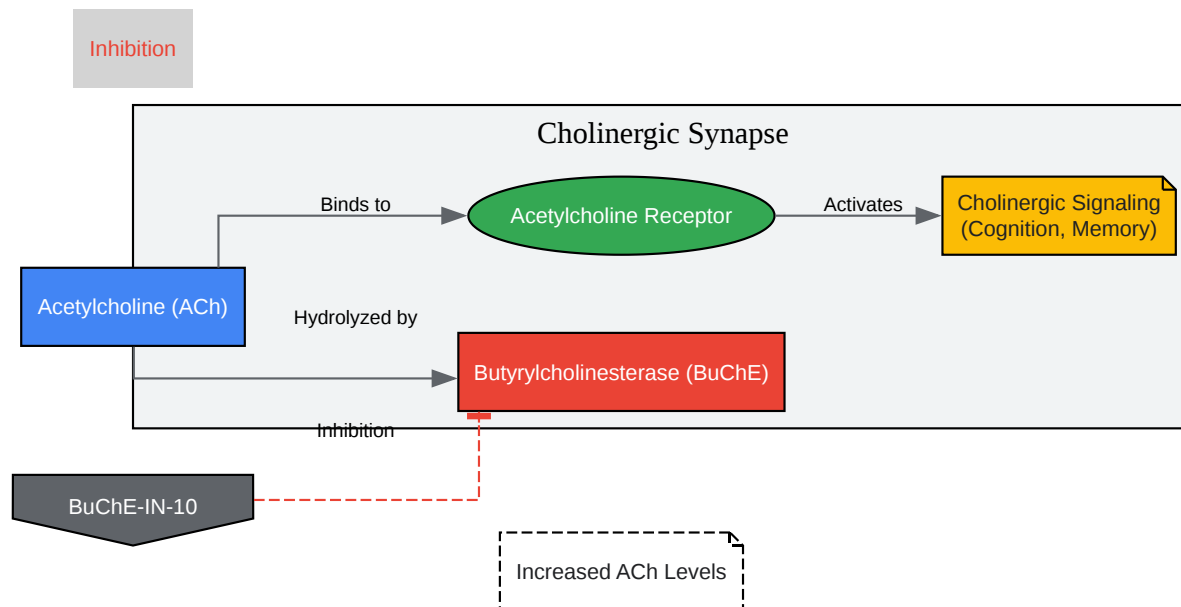 Inhibition
Cholinergic Synapse
Binds to
Acetylcholine Receptor
Activates
Cholinergic Signaling
(Cognition, Memory)
Acetylcholine (ACh)
Hydrolyzed by
Butyrylcholinesterase (BuChE)
Inhibition
BuChE-IN-10
Increased ACh Levels